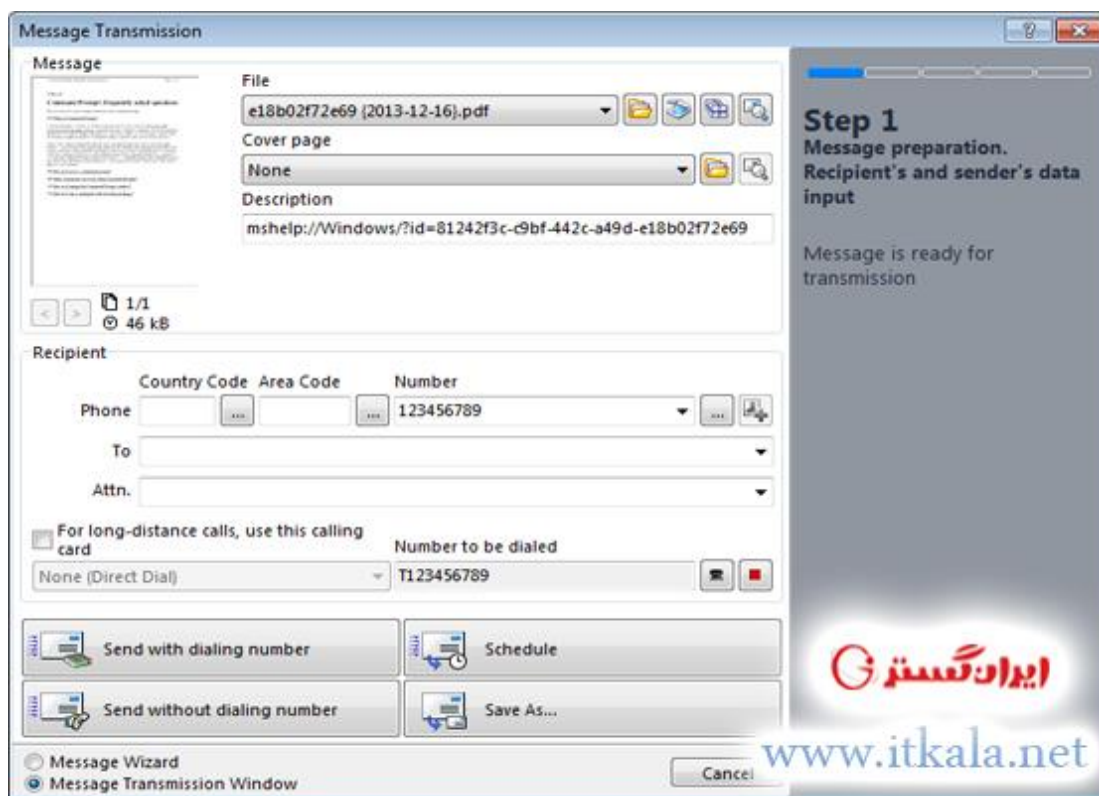 Message Transmission
Message
File
e18b02f72e69 {2013-12-16}.pdf
Cover page
None
Description
mshelp://Windows/?id=81242f3c-c9bf-442c-a49d-e18b02f72e69
< >
1/1
46 kB
Recipient
Country Code Area Code Number
Phone ... ... 123456789 ...
To
Attn.
For long-distance calls, use this calling
card
Number to be dialed
None (Direct Dial) T123456789
Send with dialing number Schedule
Send without dialing number Save As...
Message Wizard
Message Transmission Window
Cancel
Step 1
Message preparation.
Recipient's and sender's data
input
Message is ready for
transmission
ایران گستر
www.itkala.net